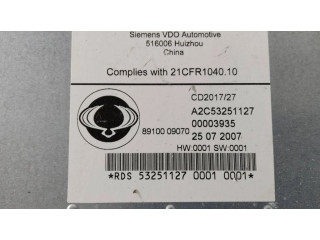 Siemens VDO Automotive
516006 Huizhou
China
Complies with 21CFR1040.10
CD2017/27
A2C53251127
00003935
89100 09070
25 07 2007
HW:0001 SW:0001
*RDS 53251127 0001 0001*